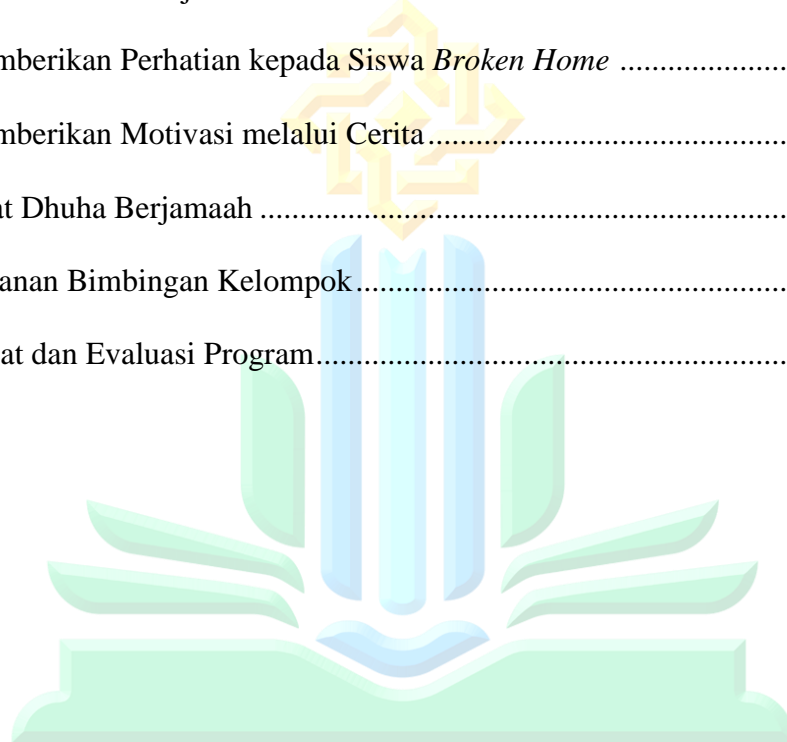 mberikan Perhatian kepada Siswa Broken Home ....................
mberikan Motivasi melalui Cerita.............................................
at Dhuha Berjamaah ..................................................................
anan Bimbingan Kelompok......................................................
at dan Evaluasi Program...........................................................